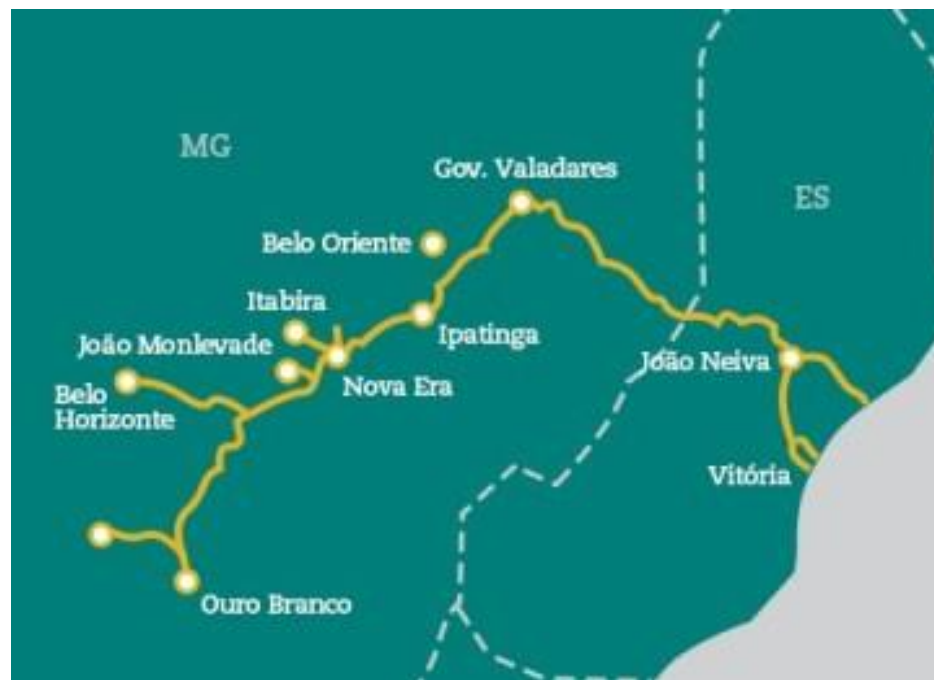 MG
Gov. Valadares
ES
Belo Oriente
Itabira
Ipatinga
João Monlevade
João Neiva
Nova Era
Belo
Horizonte
Vitória
Ouro Branco